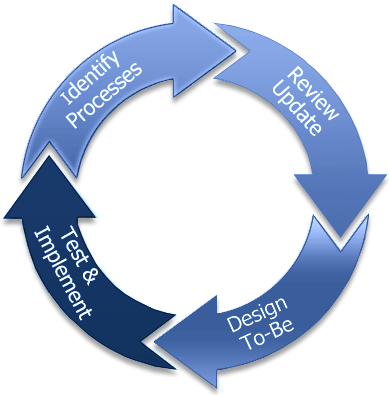 Identify
Processes
Review
Update
Design
To-Be
Test &
Implement